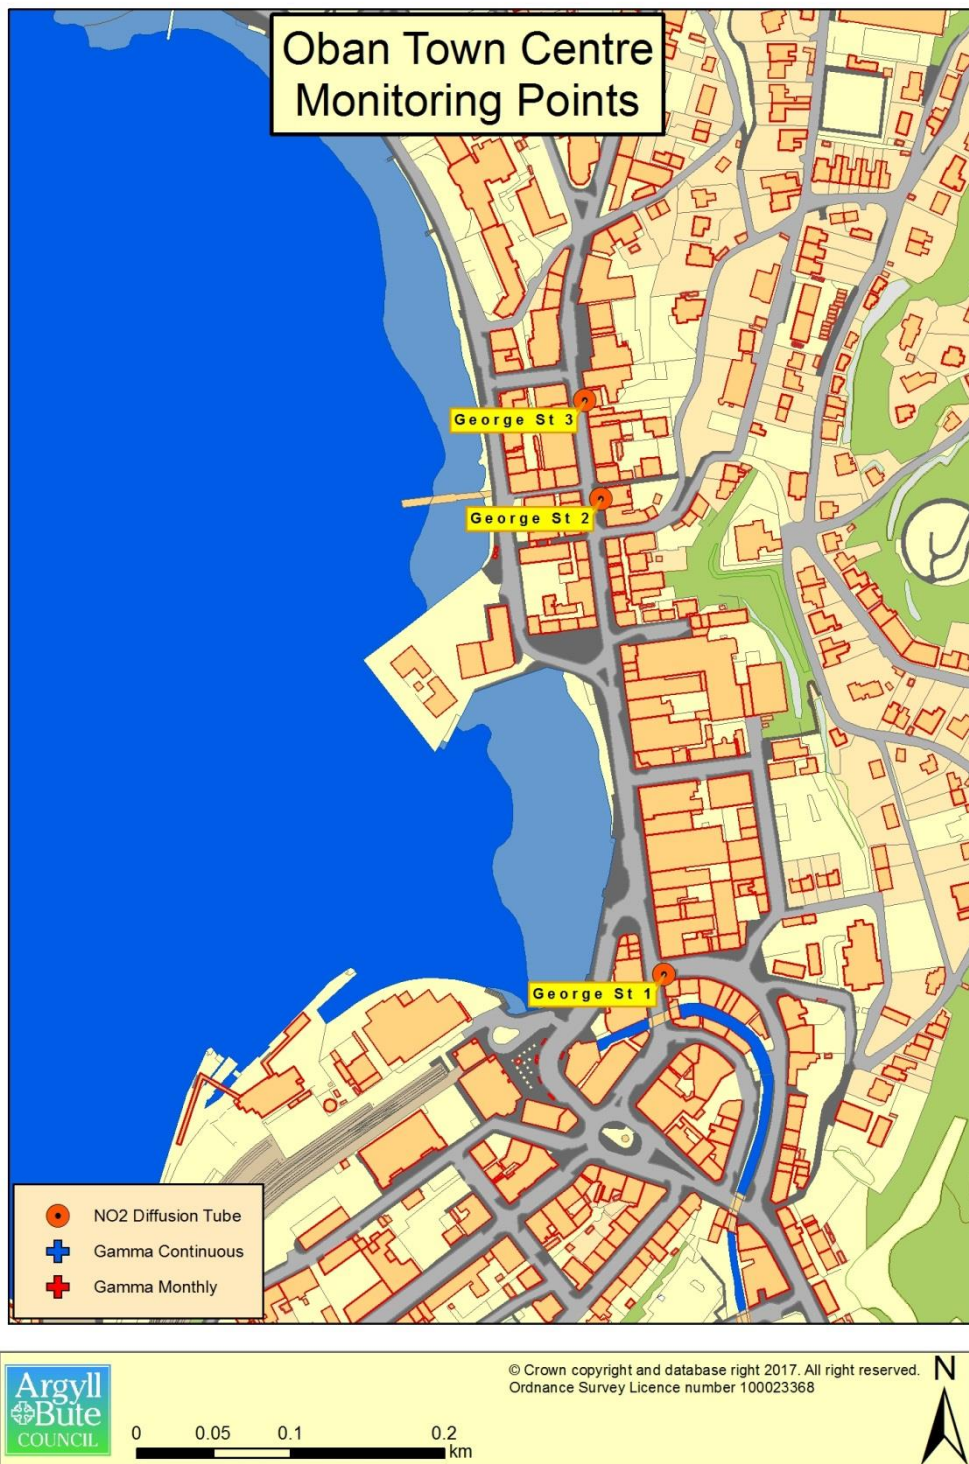 Oban Town Centre
Monitoring Points
George St 3
George St 2
George St 1
NO2 Diffusion Tube
Gamma Continuous
Gamma Monthly
Argyll
&Bute
COUNCIL
0 0.05 0.1 0.2
km
© Crown copyright and database right 2017. All right reserved.
Ordnance Survey Licence number 100023368
N